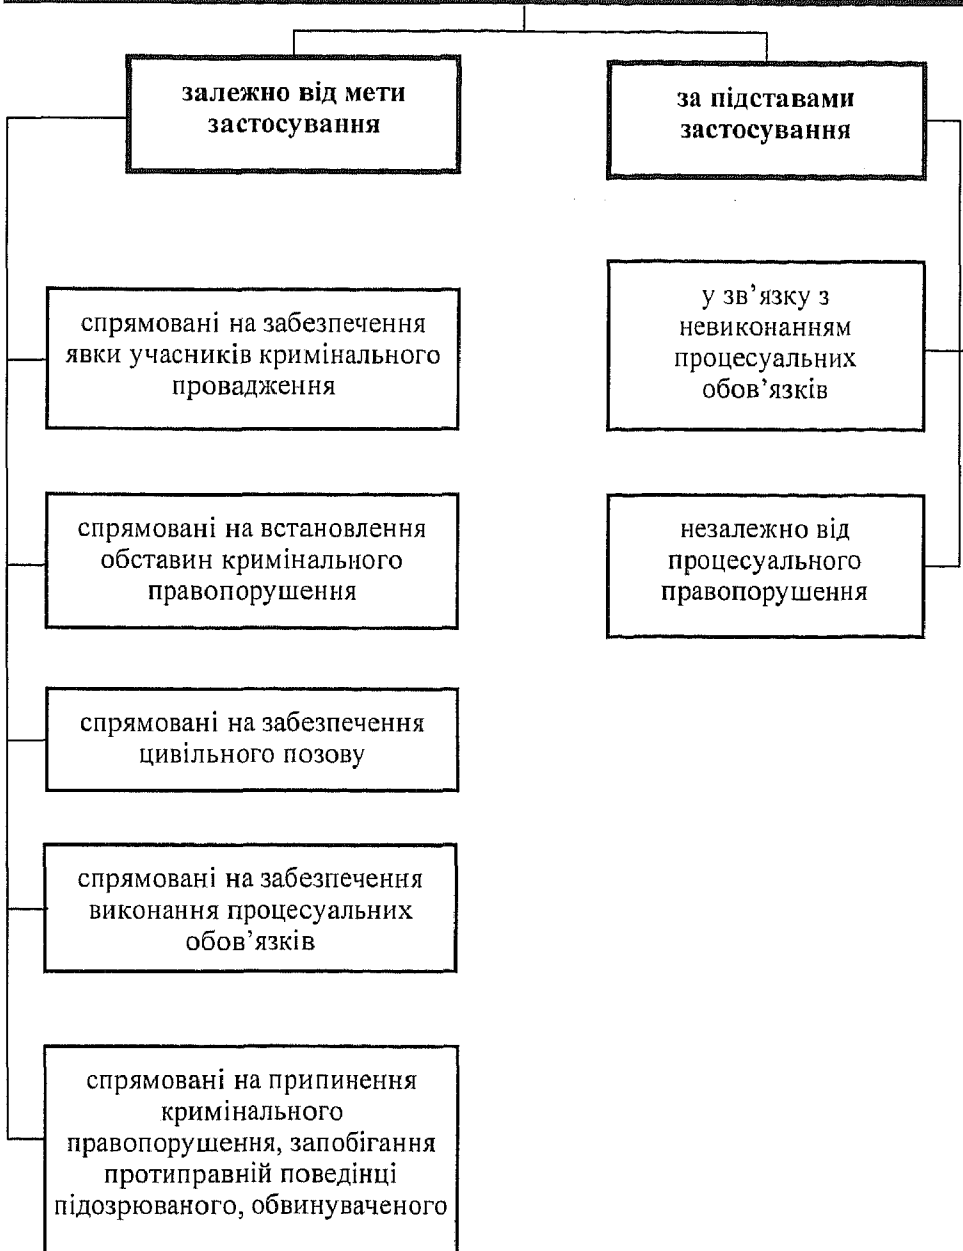 залежно від мети
застосування
за підставами
застосування
спрямовані на забезпечення
явки учасників кримінального
провадження
спрямовані на встановлення
обставин кримінального
правопорушення
спрямовані на забезпечення
цивільного позову
спрямовані на забезпечення
виконання процесуальних
обов’язків
спрямовані на припинення
кримінального
правопорушення, запобігання
протиправній поведінці
підозрюваного, обвинуваченого
у зв’язку з
невиконанням
процесуальних
обов’язків
незалежно від
процесуального
правопорушення